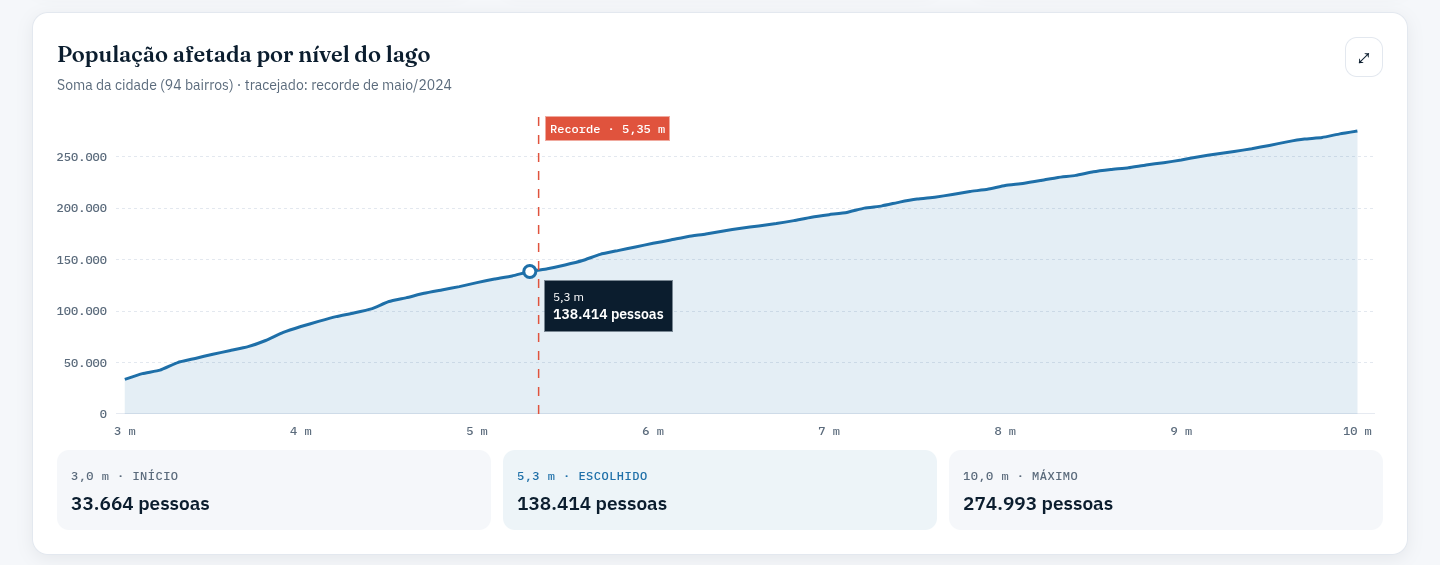 População afetada por nível do lago
Soma da cidade (94 bairros) · tracejado: recorde de maio/2024
Recorde · 5,35 m
250.000
200.000
150.000
100.000
50.000
0
5,3 m
138.414 pessoas
3 m
4 m
5 m
6 m
7 m
8 m
9 m
10 m
3,0 m · INÍCIO
33.664 pessoas
5,3 m · ESCOLHIDO
138.414 pessoas
10,0 m · MÁXIMO
274.993 pessoas